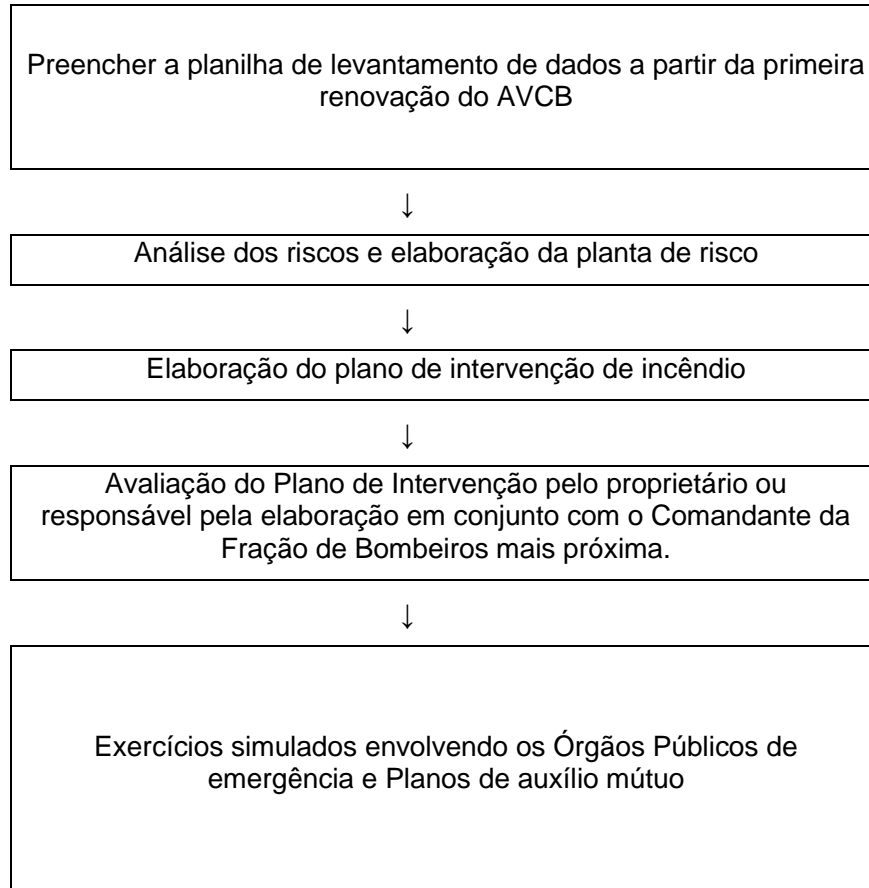 Preencher a planilha de levantamento de dados a partir da primeira
renovação do AVCB
↓
Análise dos riscos e elaboração da planta de risco
↓
Elaboração do plano de intervenção de incêndio
↓
Avaliação do Plano de Intervenção pelo proprietário ou
responsável pela elaboração em conjunto com o Comandante da
Fração de Bombeiros mais próxima.
↓
Exercícios simulados envolvendo os Órgãos Públicos de
emergência e Planos de auxílio mútuo